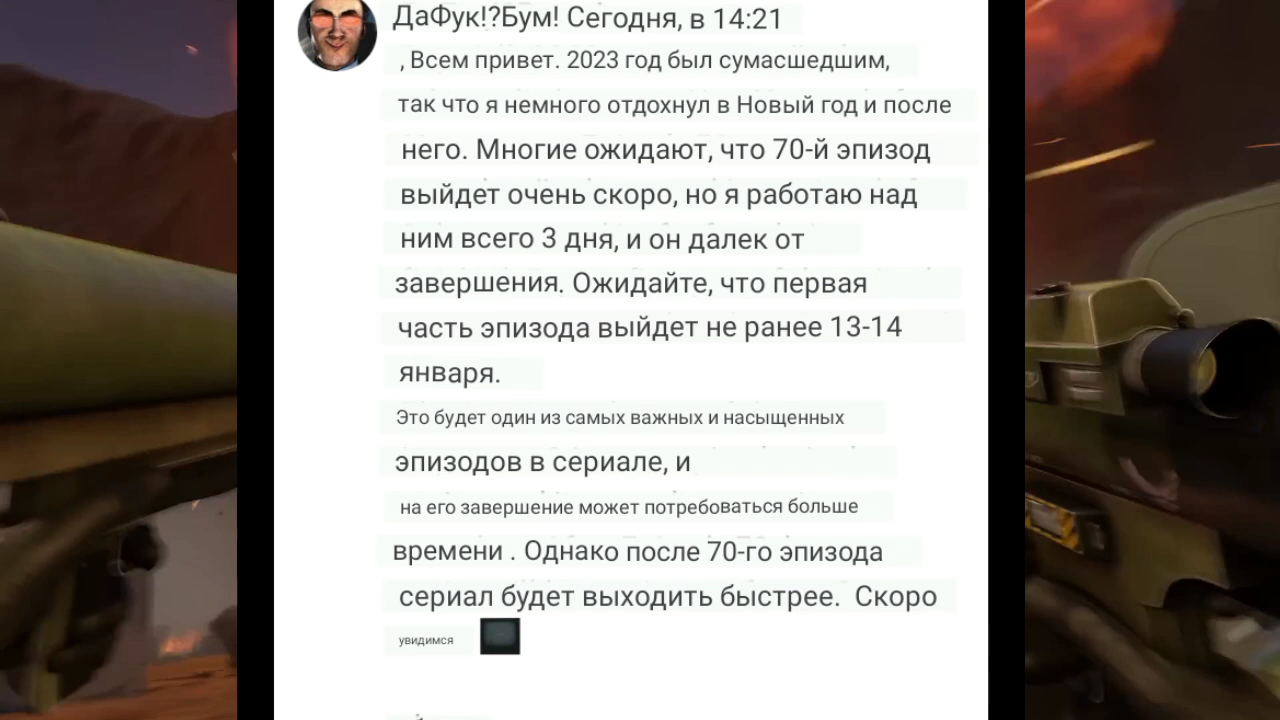 ДаФук!?Бум! Сегодня, в 14:21
, Всем привет. 2023 год был сумасшедшим,
так что я немного отдохнул в Новый год и после
него. Многие ожидают, что 70-й эпизод
выйдет очень скоро, но я работаю над
ним всего 3 дня, и он далек от
завершения. Ожидайте, что первая
часть эпизода выйдет не ранее 13-14
января.
Это будет один из самых важных и насыщенных
эпизодов в сериале, и
на его завершение может потребоваться больше
времени . Однако после 70-го эпизода
сериал будет выходить быстрее. Скоро
увидимся